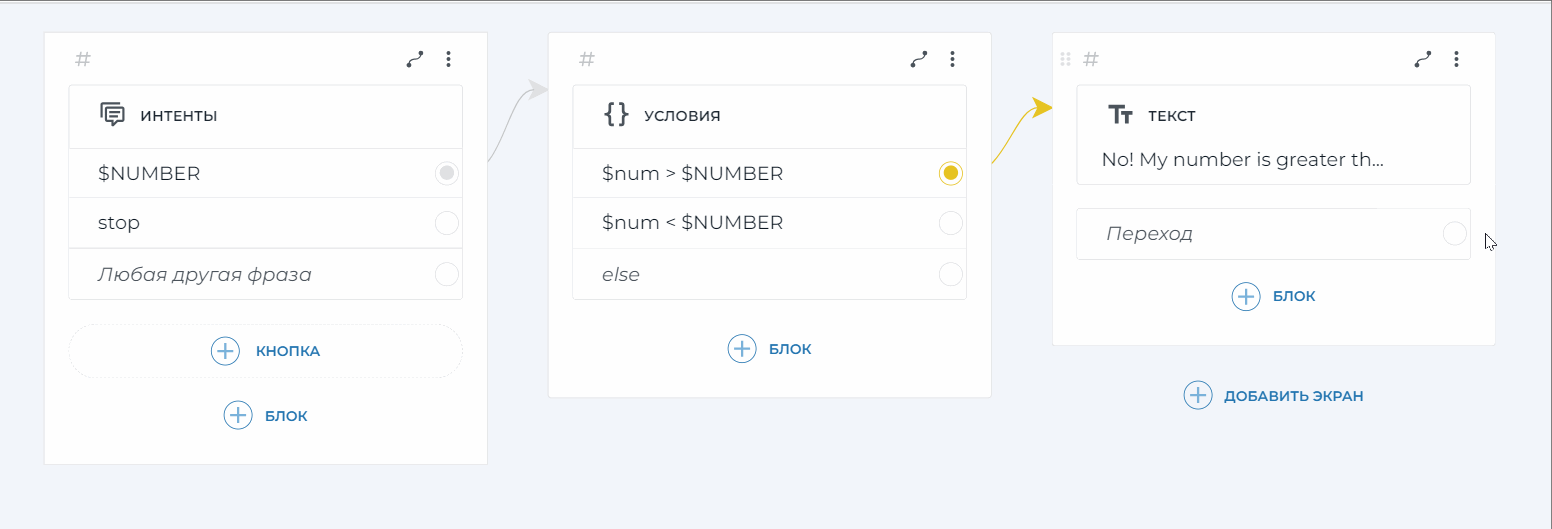 #
ИНТЕНТЫ
$NUMBER
stop
Любая другая фраза
КНОПКА
БЛОК
#
УСЛОВИЯ
$num > $NUMBER
$num < $NUMBER
else
БЛОК
#
ТЕКСТ
No! My number is greater th...
Переход
БЛОК
ДОБАВИТЬ ЭКРАН